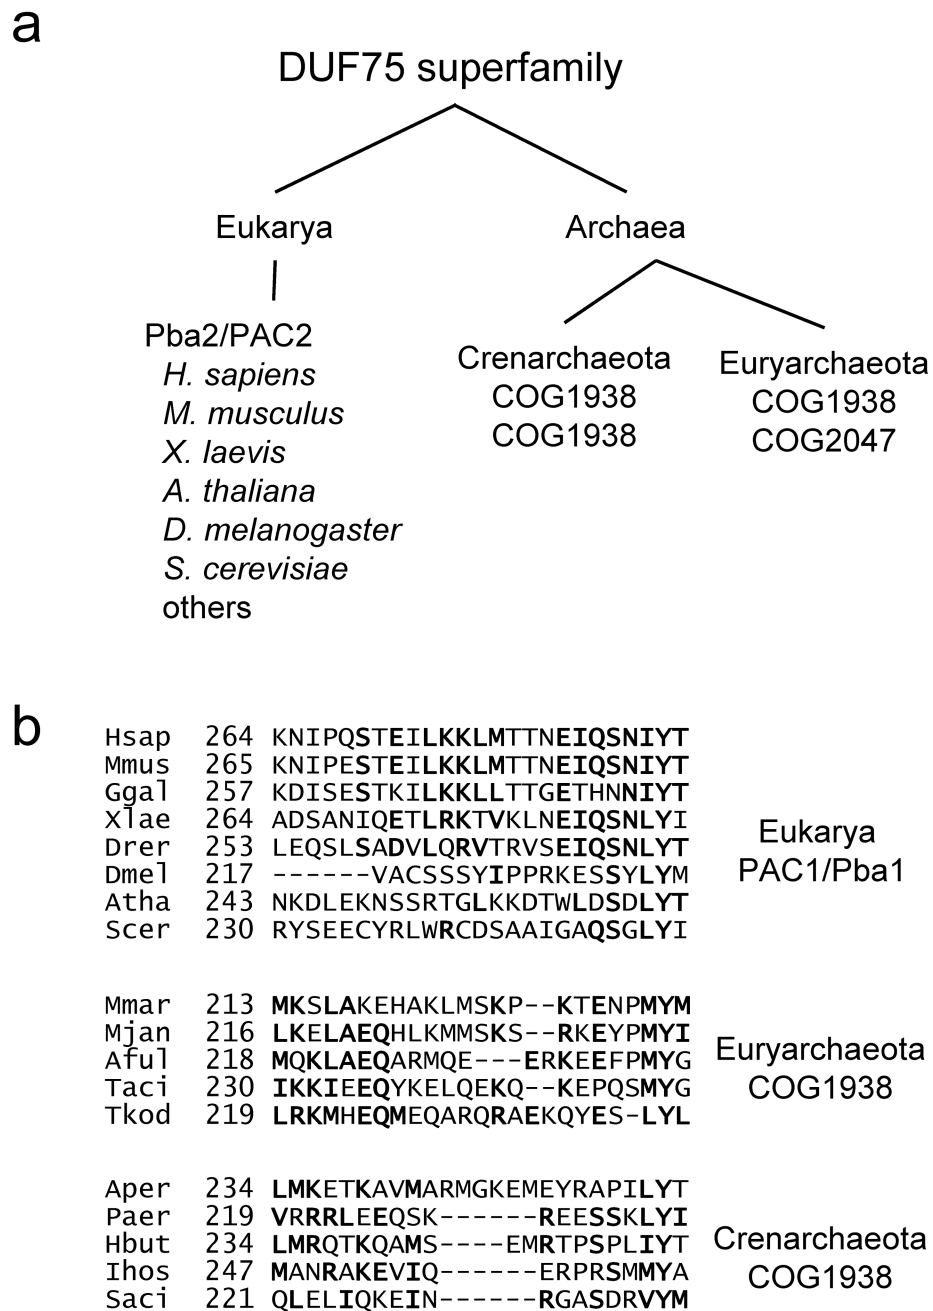 a
DUF75 superfamily
Eukarya
Archaea
Pba2/PAC2
H. sapiens
M. musculus
X. laevis
A. thaliana
D. melanogaster
S. cerevisiae
others
Crenarchaeota
COG1938
COG1938
Euryarchaeota
COG1938
COG2047
b
Hsap 264 KNIPQSTEILKKLMTTNEIQSNIYT
Mmus 265 KNIPESTEILKKLMTTNEIQSNIYT
Ggal 257 KDISESTKILKKLLTTGETHNNIYT
Xlae 264 ADSANIQETLRKTVKLNEIQSNLYI
Drer 253 LEQSLSADVLQRVTRVSEIQSNLYT
Dmel 217 ------VACSSSYIPPRKESSYLYM
Atha 243 NKDLEKNSSRTGLKKDTWLDSDLYT
Scer 230 RYSEECYRLWRCDSAAIGAQSGLYI
Eukarya
PAC1/Pba1
Mmar 213 MKSLAKEHAKLMSKP--KTENPMYM
Mjan 216 LKELAEQHLKMMSKS--RKEYPMYI
Aful 218 MQKLAEQARMQE---ERKEEFPMYG
Taci 230 IKKIEEQYKELQEKQ--KEPQSMYG
Tkod 219 LRKMHEQMEQARQRAEKQYES-LYL
Euryarchaeota
COG1938
Aper 234 LMKETKAVMARMGKEMEYRAPILYT
Paer 219 VRRRLEEQSK------REESSKLYI
Hbut 234 LMRQTKQAMS----EMRTPSPLIYT
Ihos 247 MANRAKEVIQ------ERPRSMMYA
Saci 221 QLELIQKEIN------RGASDRVYM
Crenarchaeota
COG1938